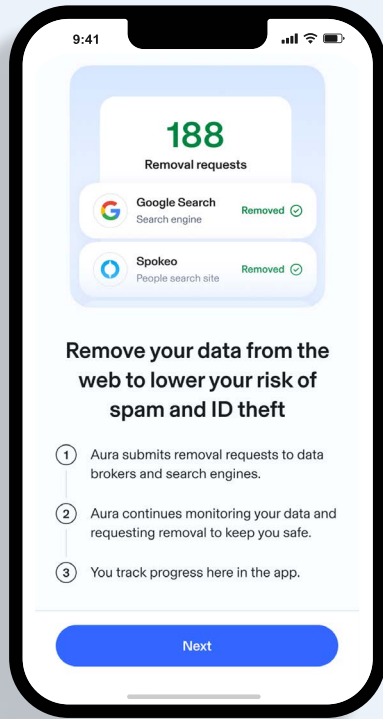 9:41
188
Removal requests
Google Search
Search engine
Removed
Spokeo
People search site
Removed
Remove your data from the
web to lower your risk of
spam and ID theft
1 Aura submits removal requests to data
brokers and search engines.
2 Aura continues monitoring your data and
requesting removal to keep you safe.
3 You track progress here in the app.
Next